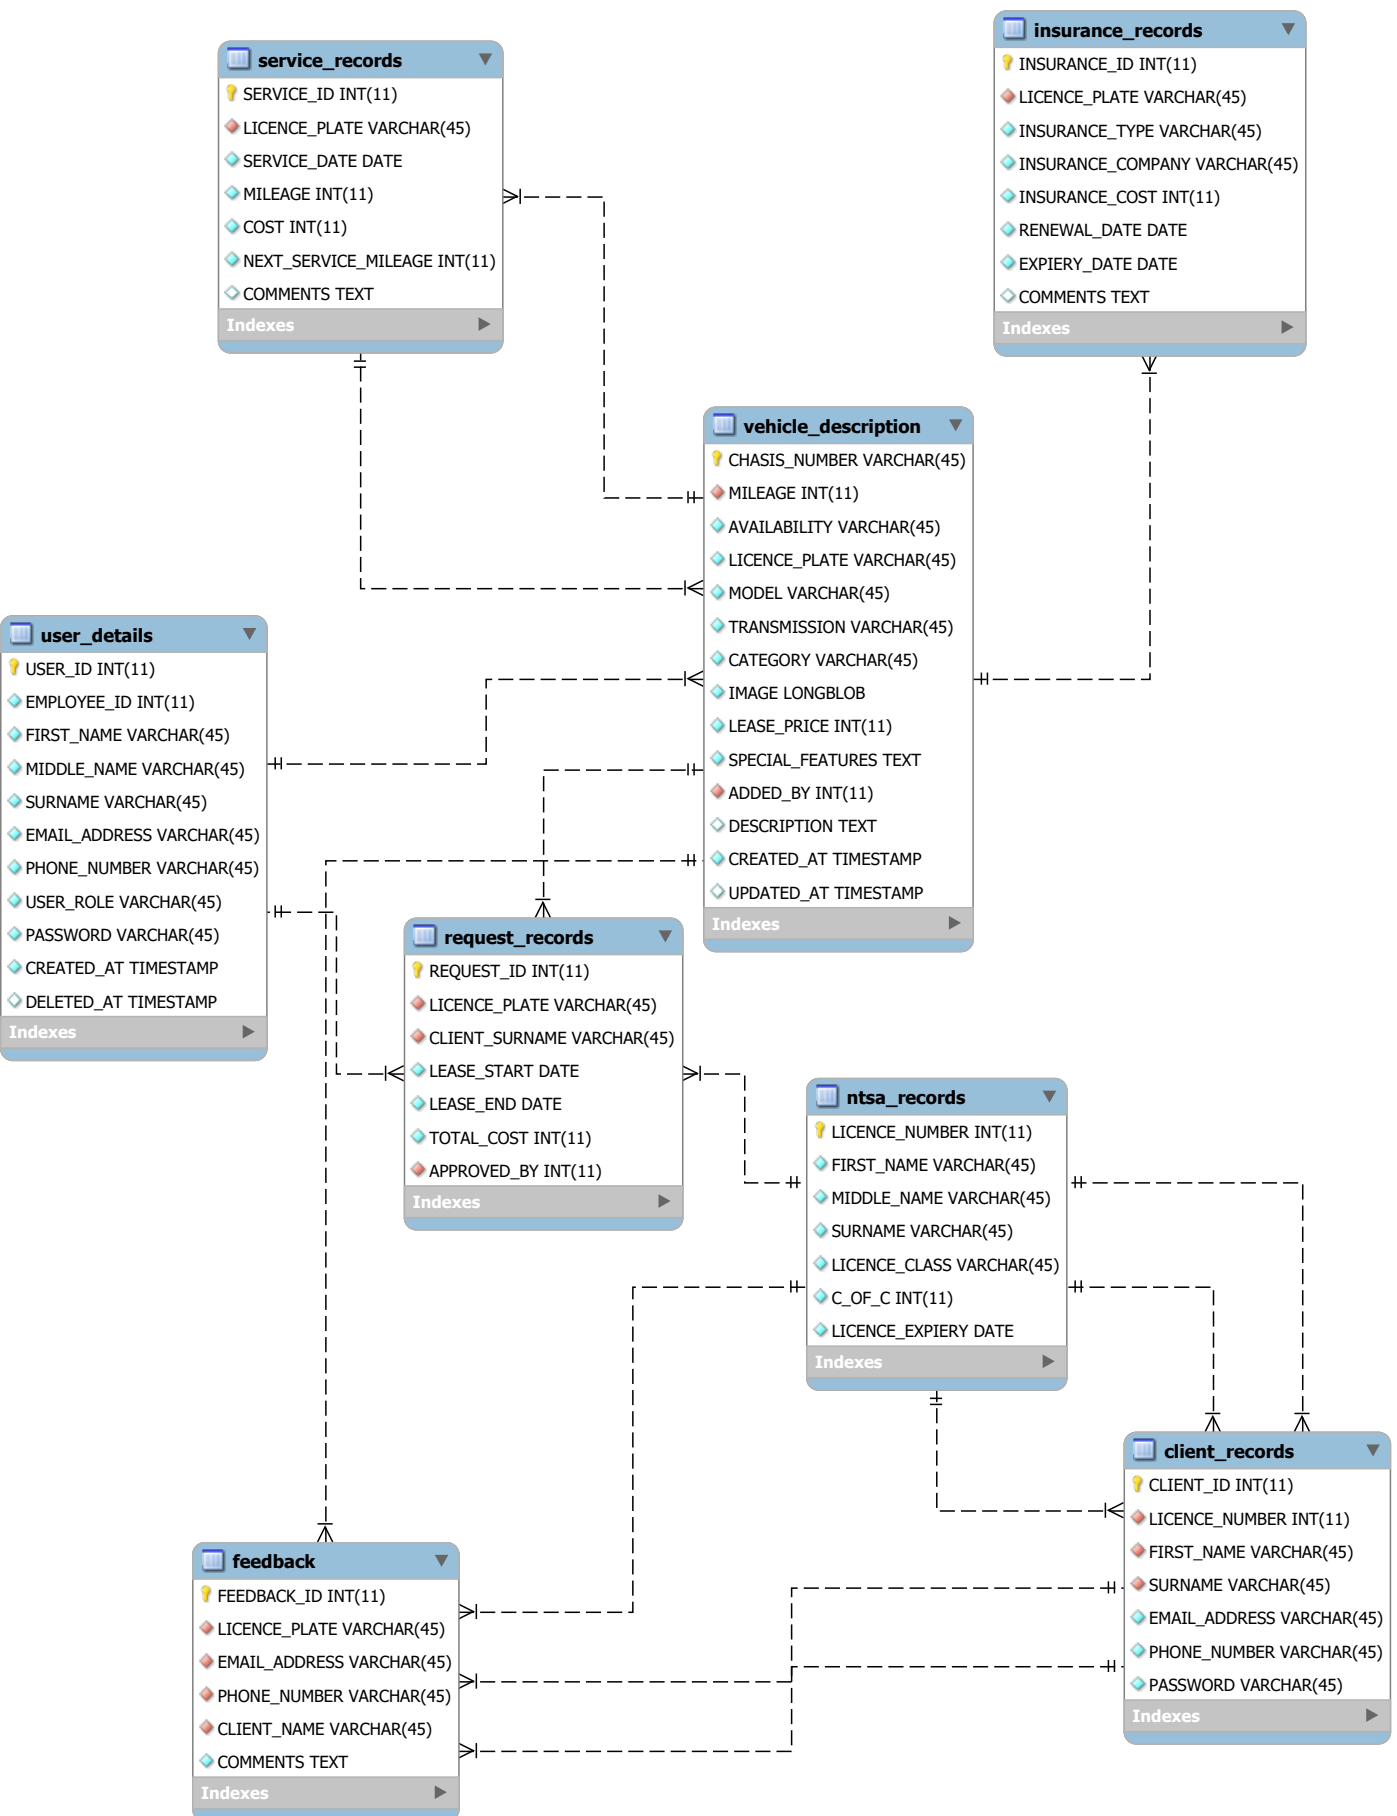 service_records
SERVICE_ID INT(11)
LICENCE_PLATE VARCHAR(45)
SERVICE_DATE DATE
MILEAGE INT(11)
COST INT(11)
NEXT_SERVICE_MILEAGE INT(11)
COMMENTS TEXT
Indexes
insurance_records
INSURANCE_ID INT(11)
LICENCE_PLATE VARCHAR(45)
INSURANCE_TYPE VARCHAR(45)
INSURANCE_COMPANY VARCHAR(45)
INSURANCE_COST INT(11)
RENEWAL_DATE DATE
EXPIERY_DATE DATE
COMMENTS TEXT
Indexes
vehicle_description
CHASIS_NUMBER VARCHAR(45)
MILEAGE INT(11)
AVAILABILITY VARCHAR(45)
LICENCE_PLATE VARCHAR(45)
MODEL VARCHAR(45)
TRANSMISSION VARCHAR(45)
CATEGORY VARCHAR(45)
IMAGE LONGBLOB
LEASE_PRICE INT(11)
SPECIAL_FEATURES TEXT
ADDED_BY INT(11)
DESCRIPTION TEXT
CREATED_AT TIMESTAMP
UPDATED_AT TIMESTAMP
Indexes
user_details
USER_ID INT(11)
EMPLOYEE_ID INT(11)
FIRST_NAME VARCHAR(45)
MIDDLE_NAME VARCHAR(45)
SURNAME VARCHAR(45)
EMAIL_ADDRESS VARCHAR(45)
PHONE_NUMBER VARCHAR(45)
USER_ROLE VARCHAR(45)
PASSWORD VARCHAR(45)
CREATED_AT TIMESTAMP
DELETED_AT TIMESTAMP
Indexes
request_records
REQUEST_ID INT(11)
LICENCE_PLATE VARCHAR(45)
CLIENT_SURNAME VARCHAR(45)
LEASE_START DATE
LEASE_END DATE
TOTAL_COST INT(11)
APPROVED_BY INT(11)
Indexes
ntsa_records
LICENCE_NUMBER INT(11)
FIRST_NAME VARCHAR(45)
MIDDLE_NAME VARCHAR(45)
SURNAME VARCHAR(45)
LICENCE_CLASS VARCHAR(45)
C_OF_C INT(11)
LICENCE_EXPIERY DATE
Indexes
client_records
CLIENT_ID INT(11)
LICENCE_NUMBER INT(11)
FIRST_NAME VARCHAR(45)
SURNAME VARCHAR(45)
EMAIL_ADDRESS VARCHAR(45)
PHONE_NUMBER VARCHAR(45)
PASSWORD VARCHAR(45)
Indexes
feedback
FEEDBACK_ID INT(11)
LICENCE_PLATE VARCHAR(45)
EMAIL_ADDRESS VARCHAR(45)
PHONE_NUMBER VARCHAR(45)
CLIENT_NAME VARCHAR(45)
COMMENTS TEXT
Indexes